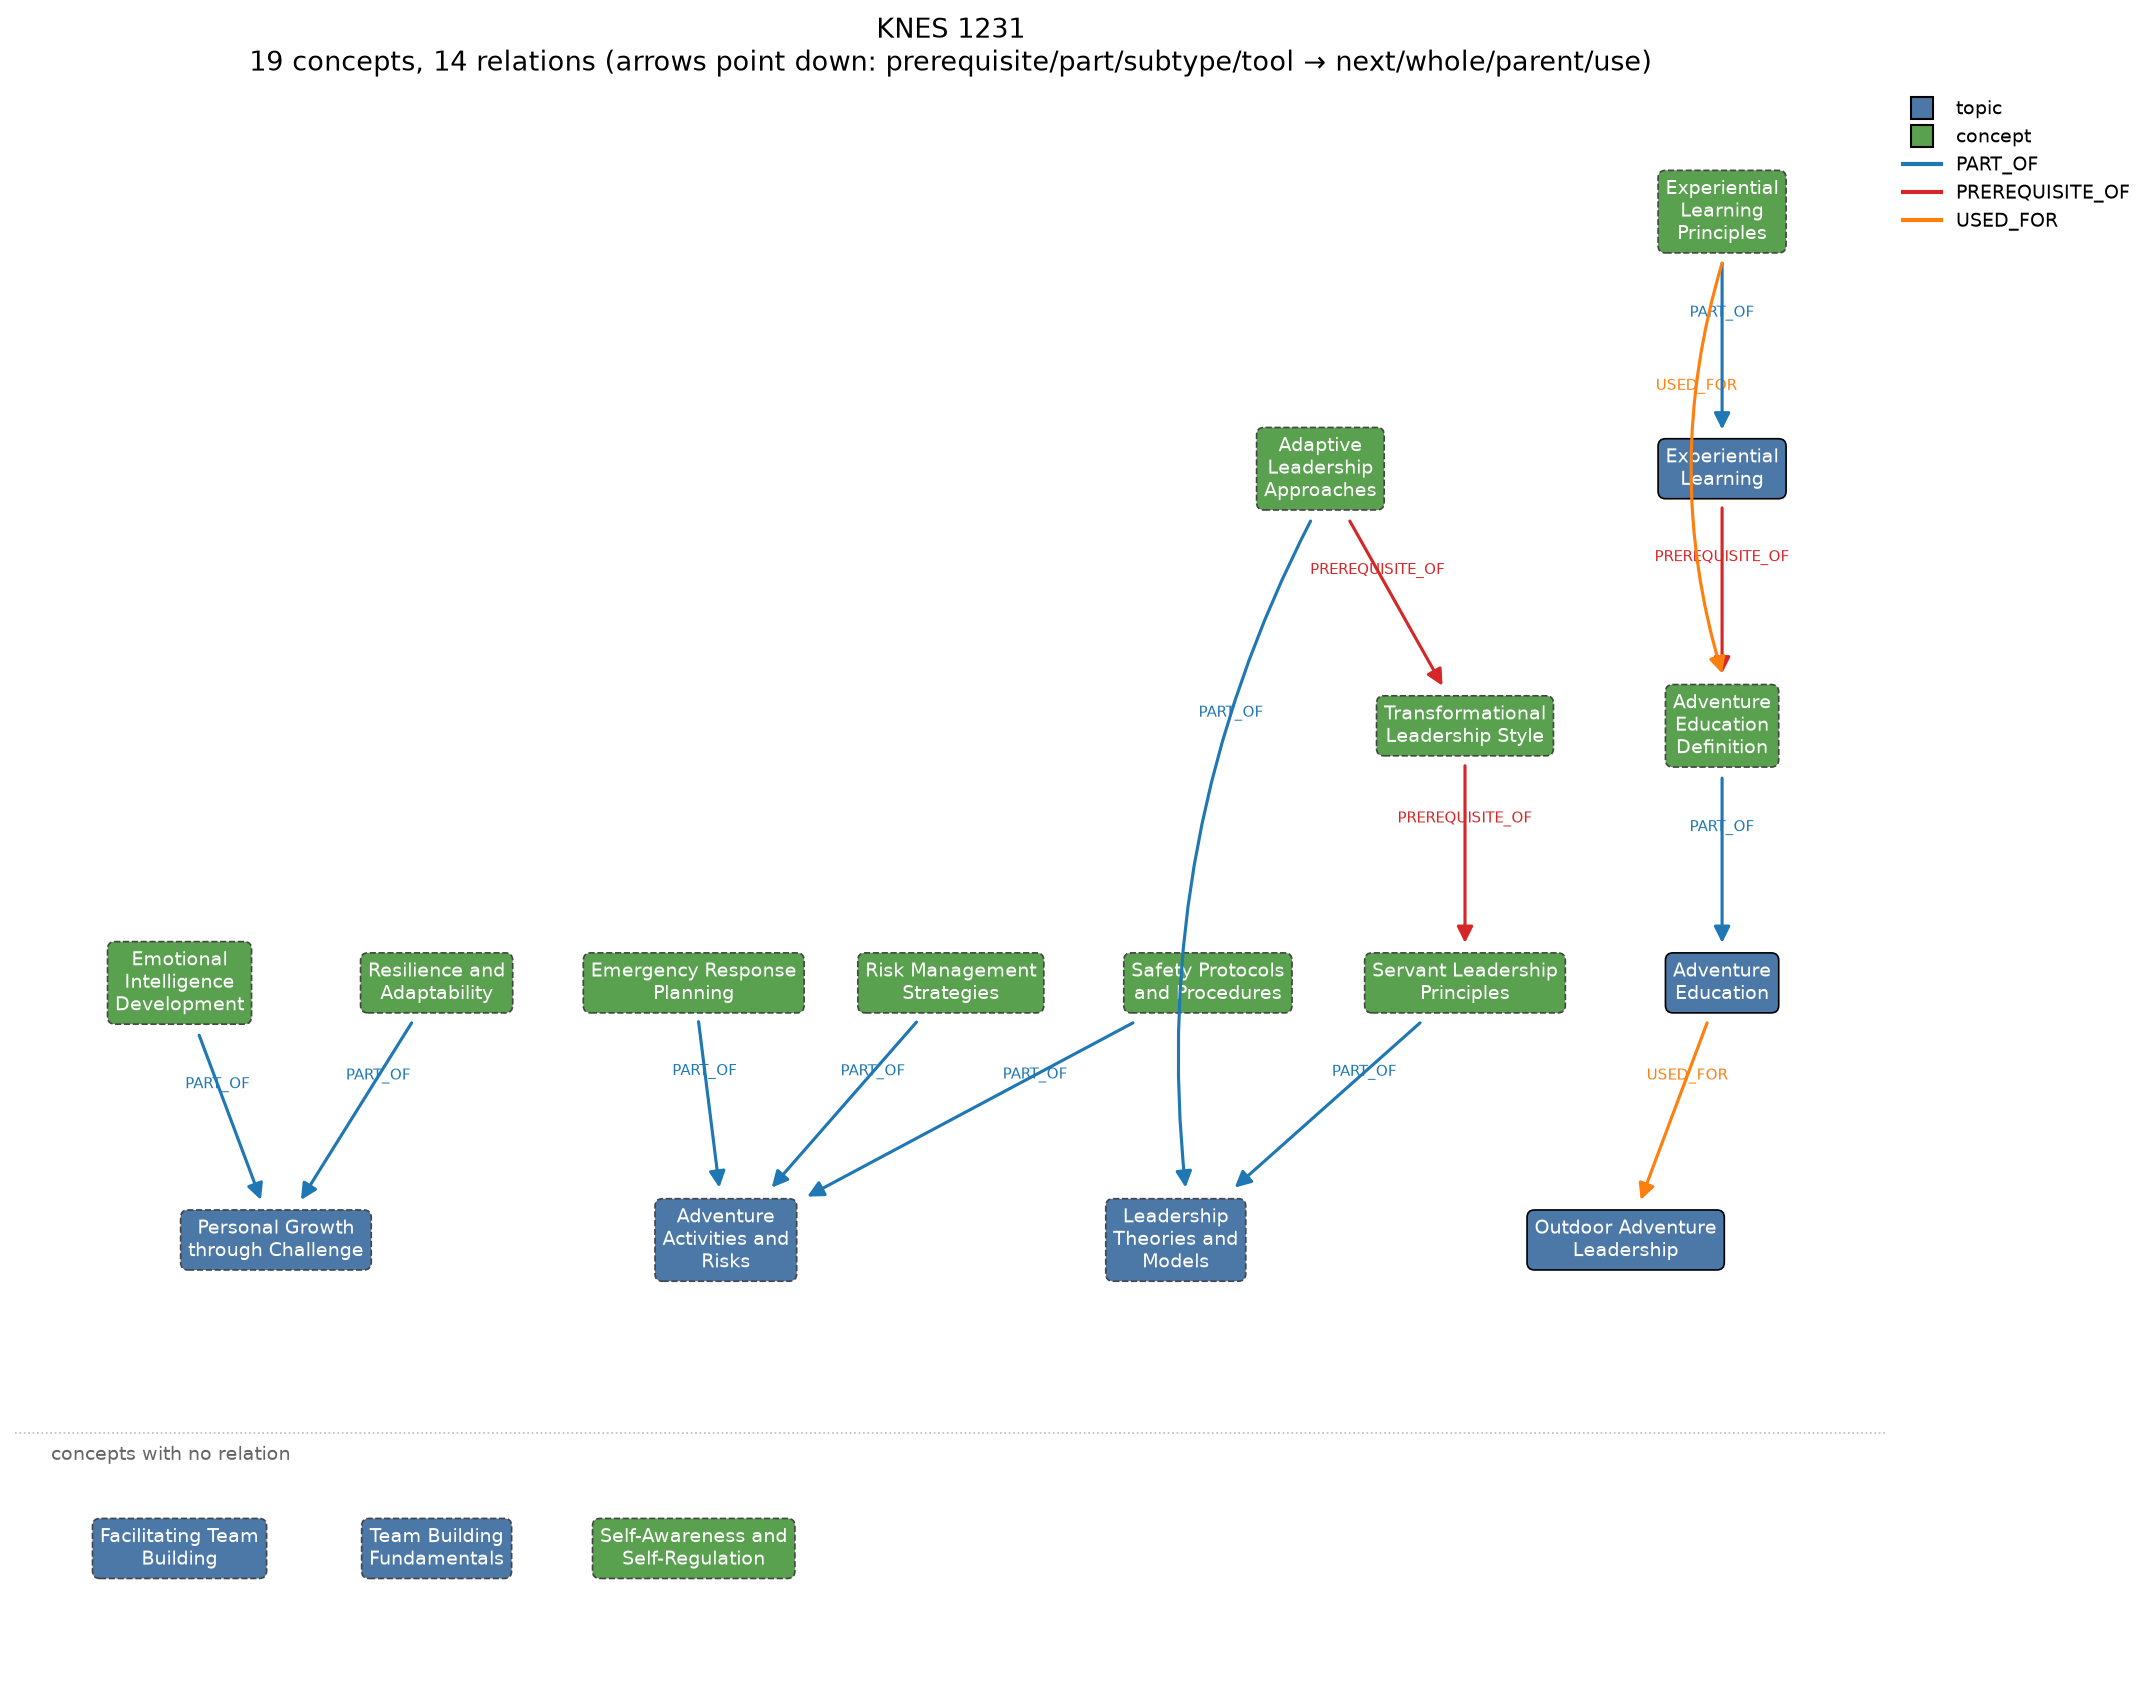 KNES 1231
19 concepts, 14 relations (arrows point down: prerequisite/part/subtype/tool → next/whole/parent/use)
topic
concept
PART_OF
PREREQUISITE_OF
USED_FOR
Experiential
Learning
Principles
PART_OF
USED_FOR
Adaptive
Leadership
Approaches
Experiential
Learning
PREREQUISITE_OF
PREREQUISITE_OF
PART_OF
Transformational
Leadership Style
Adventure
Education
Definition
PREREQUISITE_OF
PART_OF
Emotional
Intelligence
Development
Resilience and
Adaptability
Emergency Response
Planning
Risk Management
Strategies
Safety Protocols
and Procedures
Servant Leadership
Principles
Adventure
Education
PART_OF
PART_OF
PART_OF
PART_OF
PART_OF
PART_OF
USED_FOR
Personal Growth
through Challenge
Adventure
Activities and
Risks
Leadership
Theories and
Models
Outdoor Adventure
Leadership
concepts with no relation
Facilitating Team
Building
Team Building
Fundamentals
Self-Awareness and
Self-Regulation